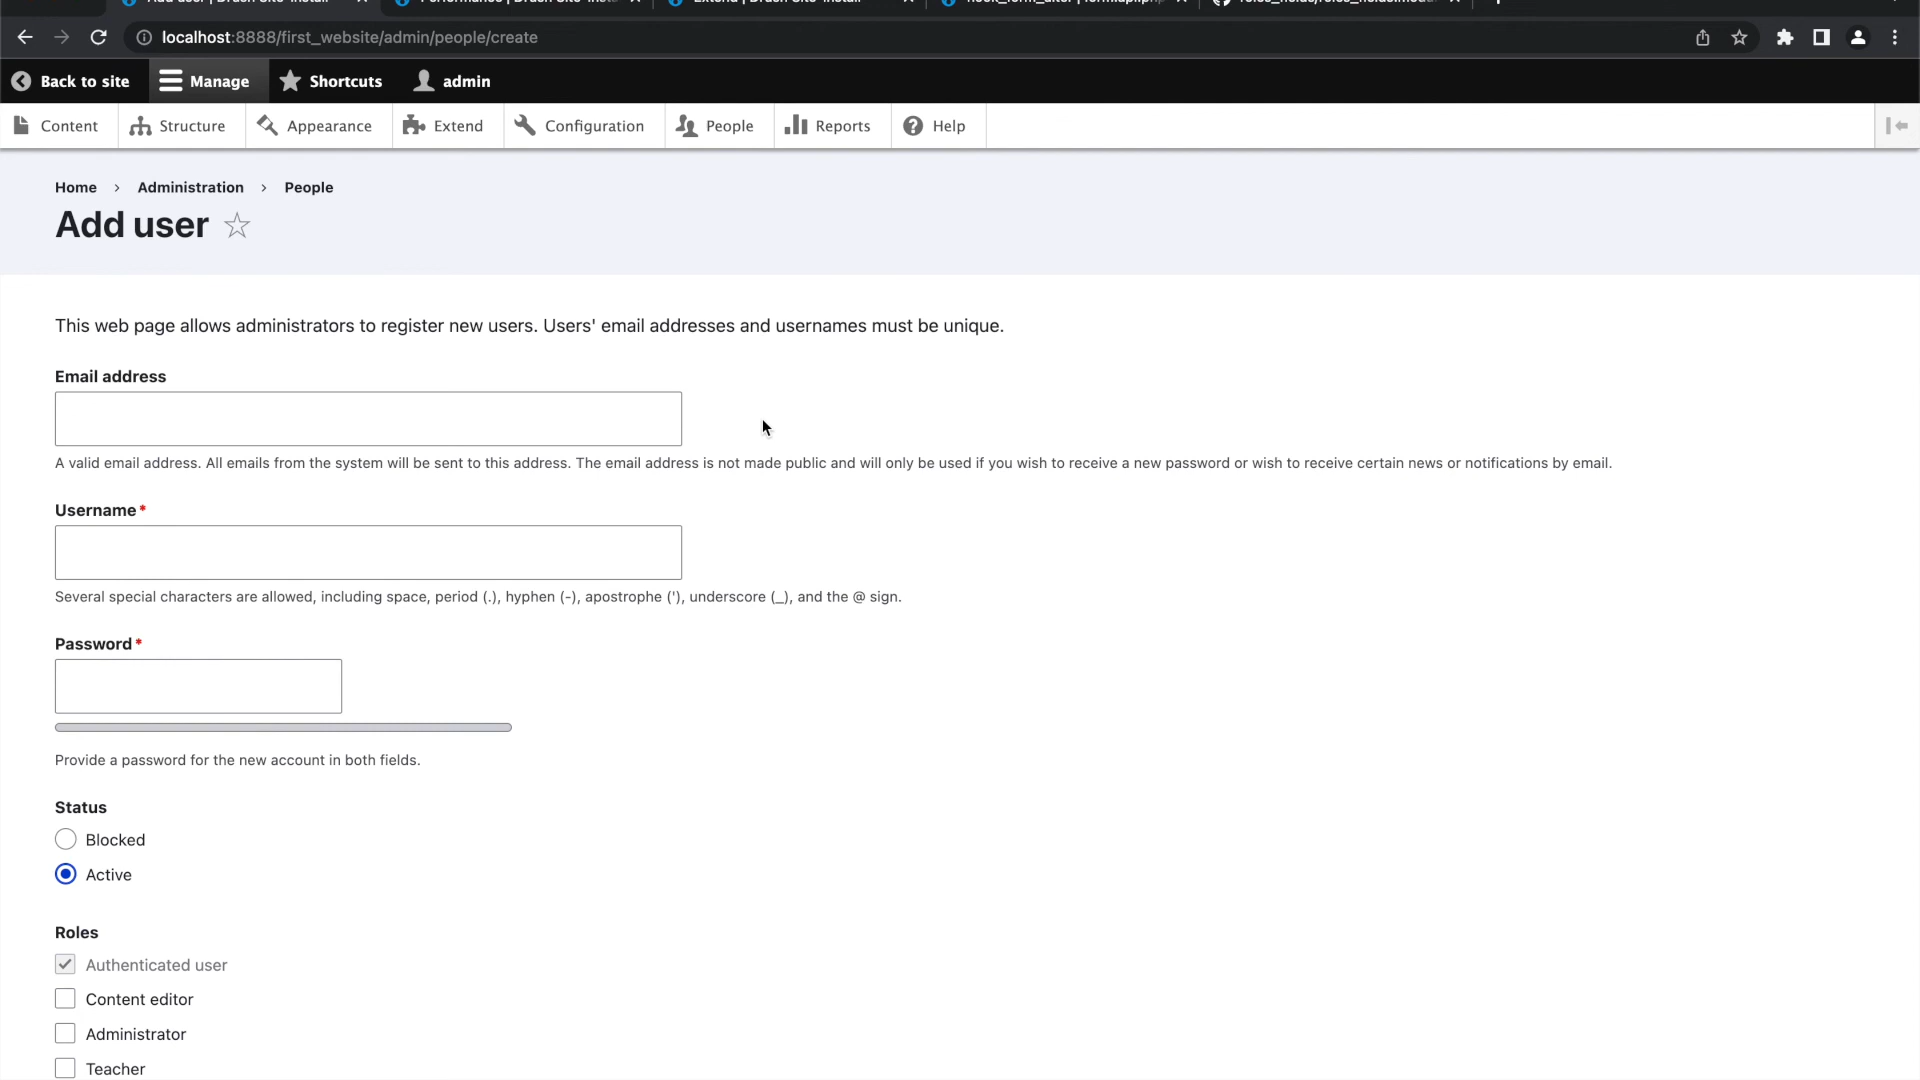 localhost:8888/first_website/admin/people/create
Back to site Manage Shortcuts admin
Content Structure Appearance Extend Configuration People Reports Help
Home › Administration › People
Add user
This web page allows administrators to register new users. Users' email addresses and usernames must be unique.
Email address
A valid email address. All emails from the system will be sent to this address. The email address is not made public and will only be used if you wish to receive a new password or wish to receive certain news or notifications by email.
Username*
Several special characters are allowed, including space, period (.), hyphen (-), apostrophe ('), underscore (_), and the @ sign.
Password*
Provide a password for the new account in both fields.
Status
Blocked
Active
Roles
Authenticated user
Content editor
Administrator
Teacher